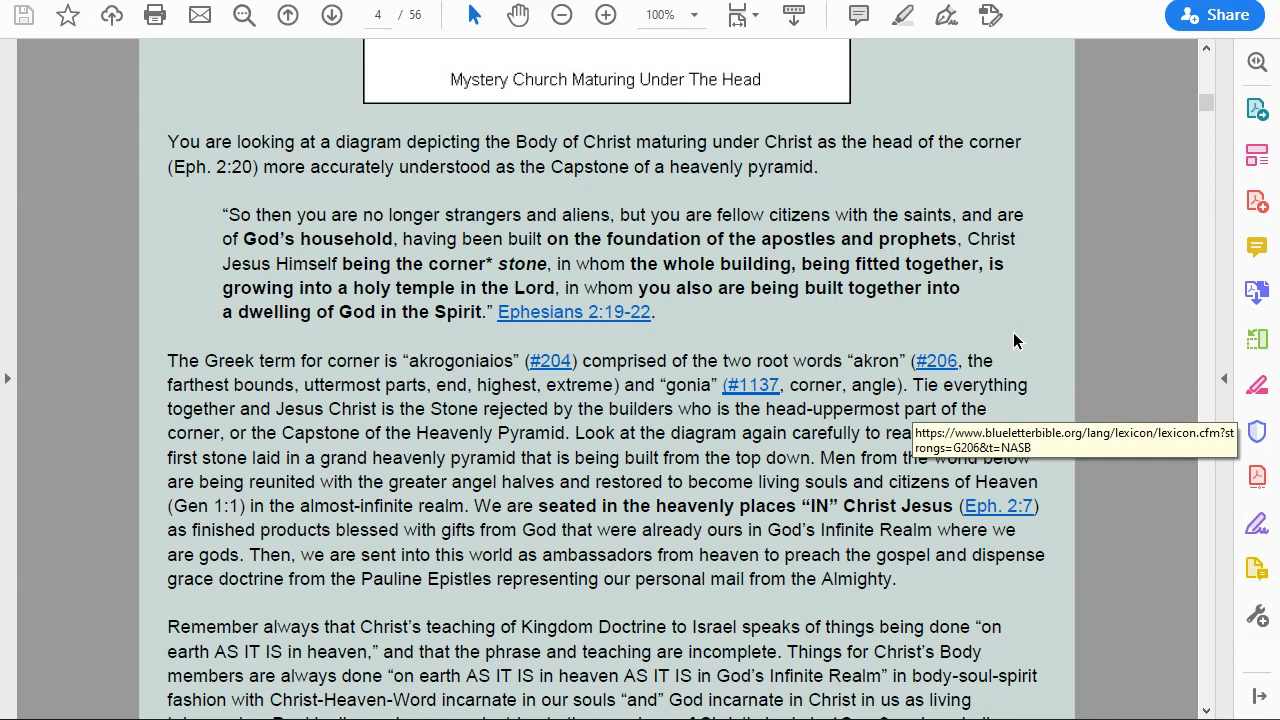 4 / 56
100%
Share
Mystery Church Maturing Under The Head
You are looking at a diagram depicting the Body of Christ maturing under Christ as the head of the corner
(Eph. 2:20) more accurately understood as the Capstone of a heavenly pyramid.
“So then you are no longer strangers and aliens, but you are fellow citizens with the saints, and are
of God’s household, having been built on the foundation of the apostles and prophets, Christ
Jesus Himself being the corner* stone, in whom the whole building, being fitted together, is
growing into a holy temple in the Lord, in whom you also are being built together into
a dwelling of God in the Spirit.” Ephesians 2:19-22.
The Greek term for corner is “akrogoniaios” (#204) comprised of the two root words “akron” (#206, the
farthest bounds, uttermost parts, end, highest, extreme) and “gonia” (#1137, corner, angle). Tie everything
together and Jesus Christ is the Stone rejected by the builders who is the head-uppermost part of the
corner, or the Capstone of the Heavenly Pyramid. Look at the diagram again carefully to
https://www.blueletterbible.org/lang/lexicon/lexicon.cfm?st
rongs=G206&t=NASB
first stone laid in a grand heavenly pyramid that is being built from the top down. Men from the world below
are being reunited with the greater angel halves and restored to become living souls and citizens of Heaven
(Gen 1:1) in the almost-infinite realm. We are seated in the heavenly places “IN” Christ Jesus (Eph. 2:7)
as finished products blessed with gifts from God that were already ours in God’s Infinite Realm where we
are gods. Then, we are sent into this world as ambassadors from heaven to preach the gospel and dispense
grace doctrine from the Pauline Epistles representing our personal mail from the Almighty.
Remember always that Christ’s teaching of Kingdom Doctrine to Israel speaks of things being done “on
earth AS IT IS in heaven,” and that the phrase and teaching are incomplete. Things for Christ’s Body
members are always done “on earth AS IT IS in heaven AS IT IS in God’s Infinite Realm” in body-soul-spirit
fashion with Christ-Heaven-Word incarnate in our souls “and” God incarnate in Christ in us as living